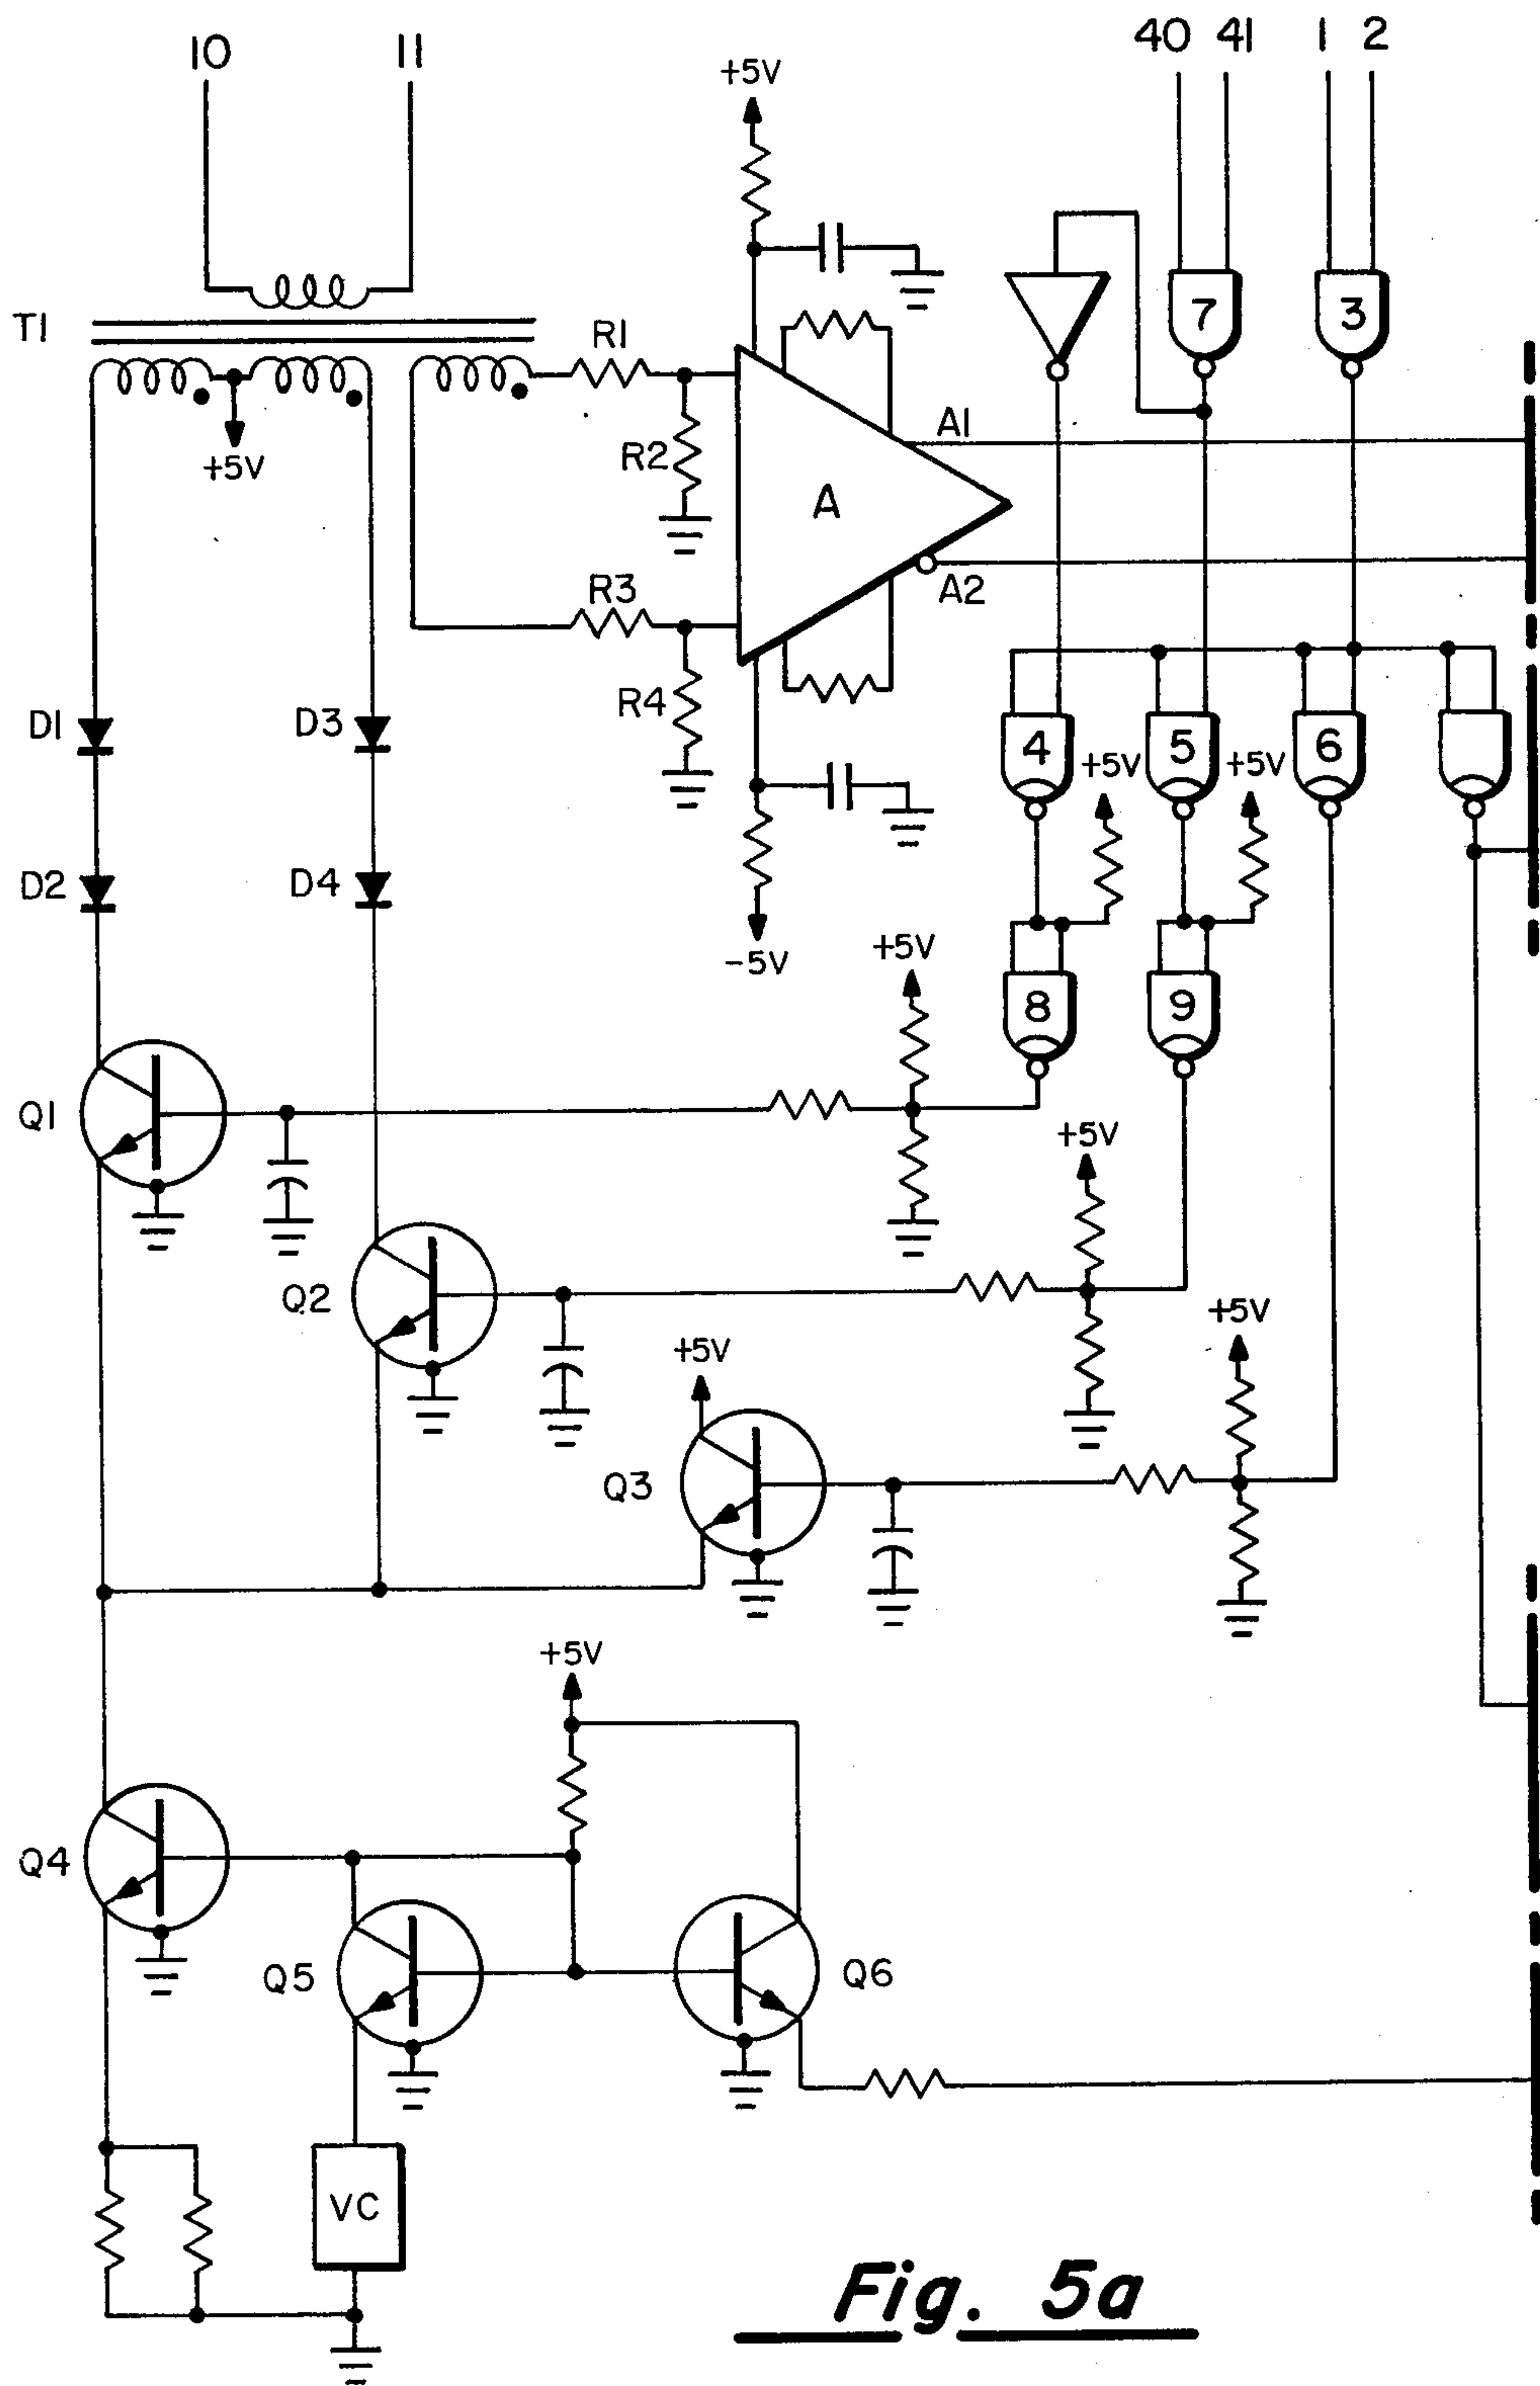 10 11 40 41 1 2
+5V
T1 7 3
R1
A1
R2 +5V
A
R3 A2
R4
D1 D3 4 5 6
+5V +5V
D2 D4
+5V
-5V
8 9
Q1
+5V
Q2
+5V
+5V
Q3
+5V
Q4
Q5 Q6
VC
Fig. 5a